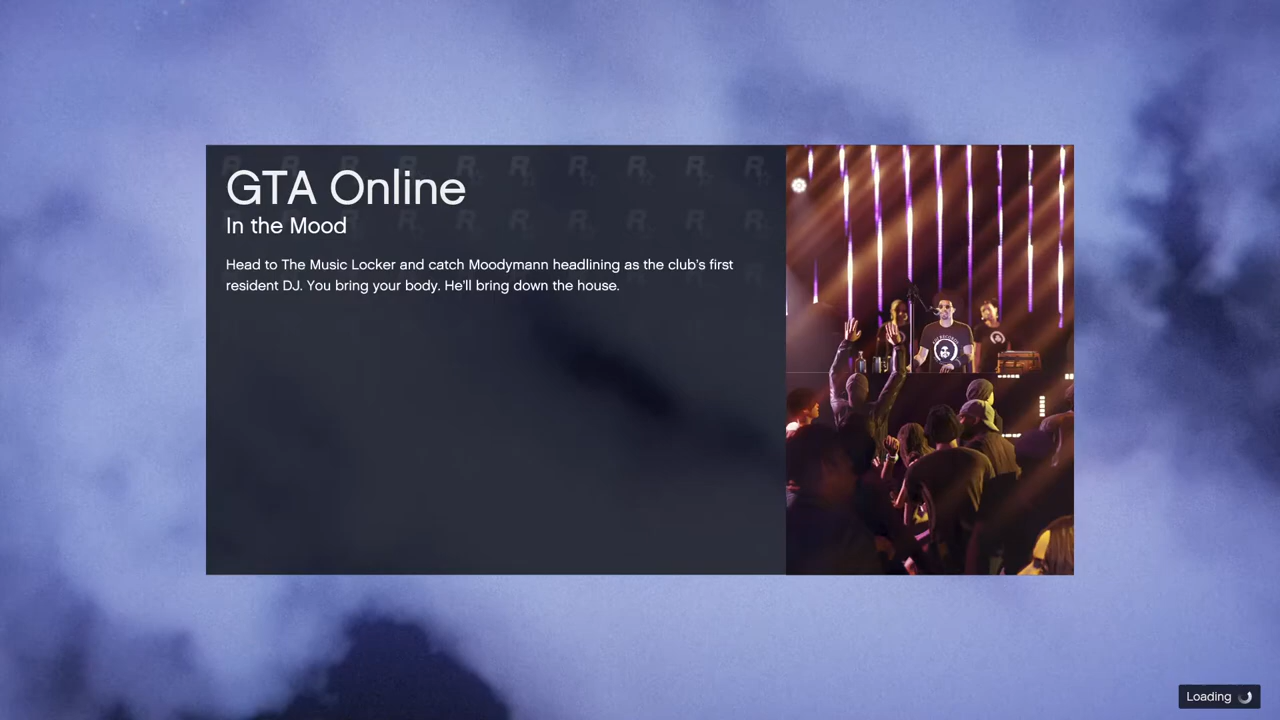 GTA Online
In the Mood
Head to The Music Locker and catch Moodymann headlining as the club's first
resident DJ. You bring your body. He'll bring down the house.
Loading